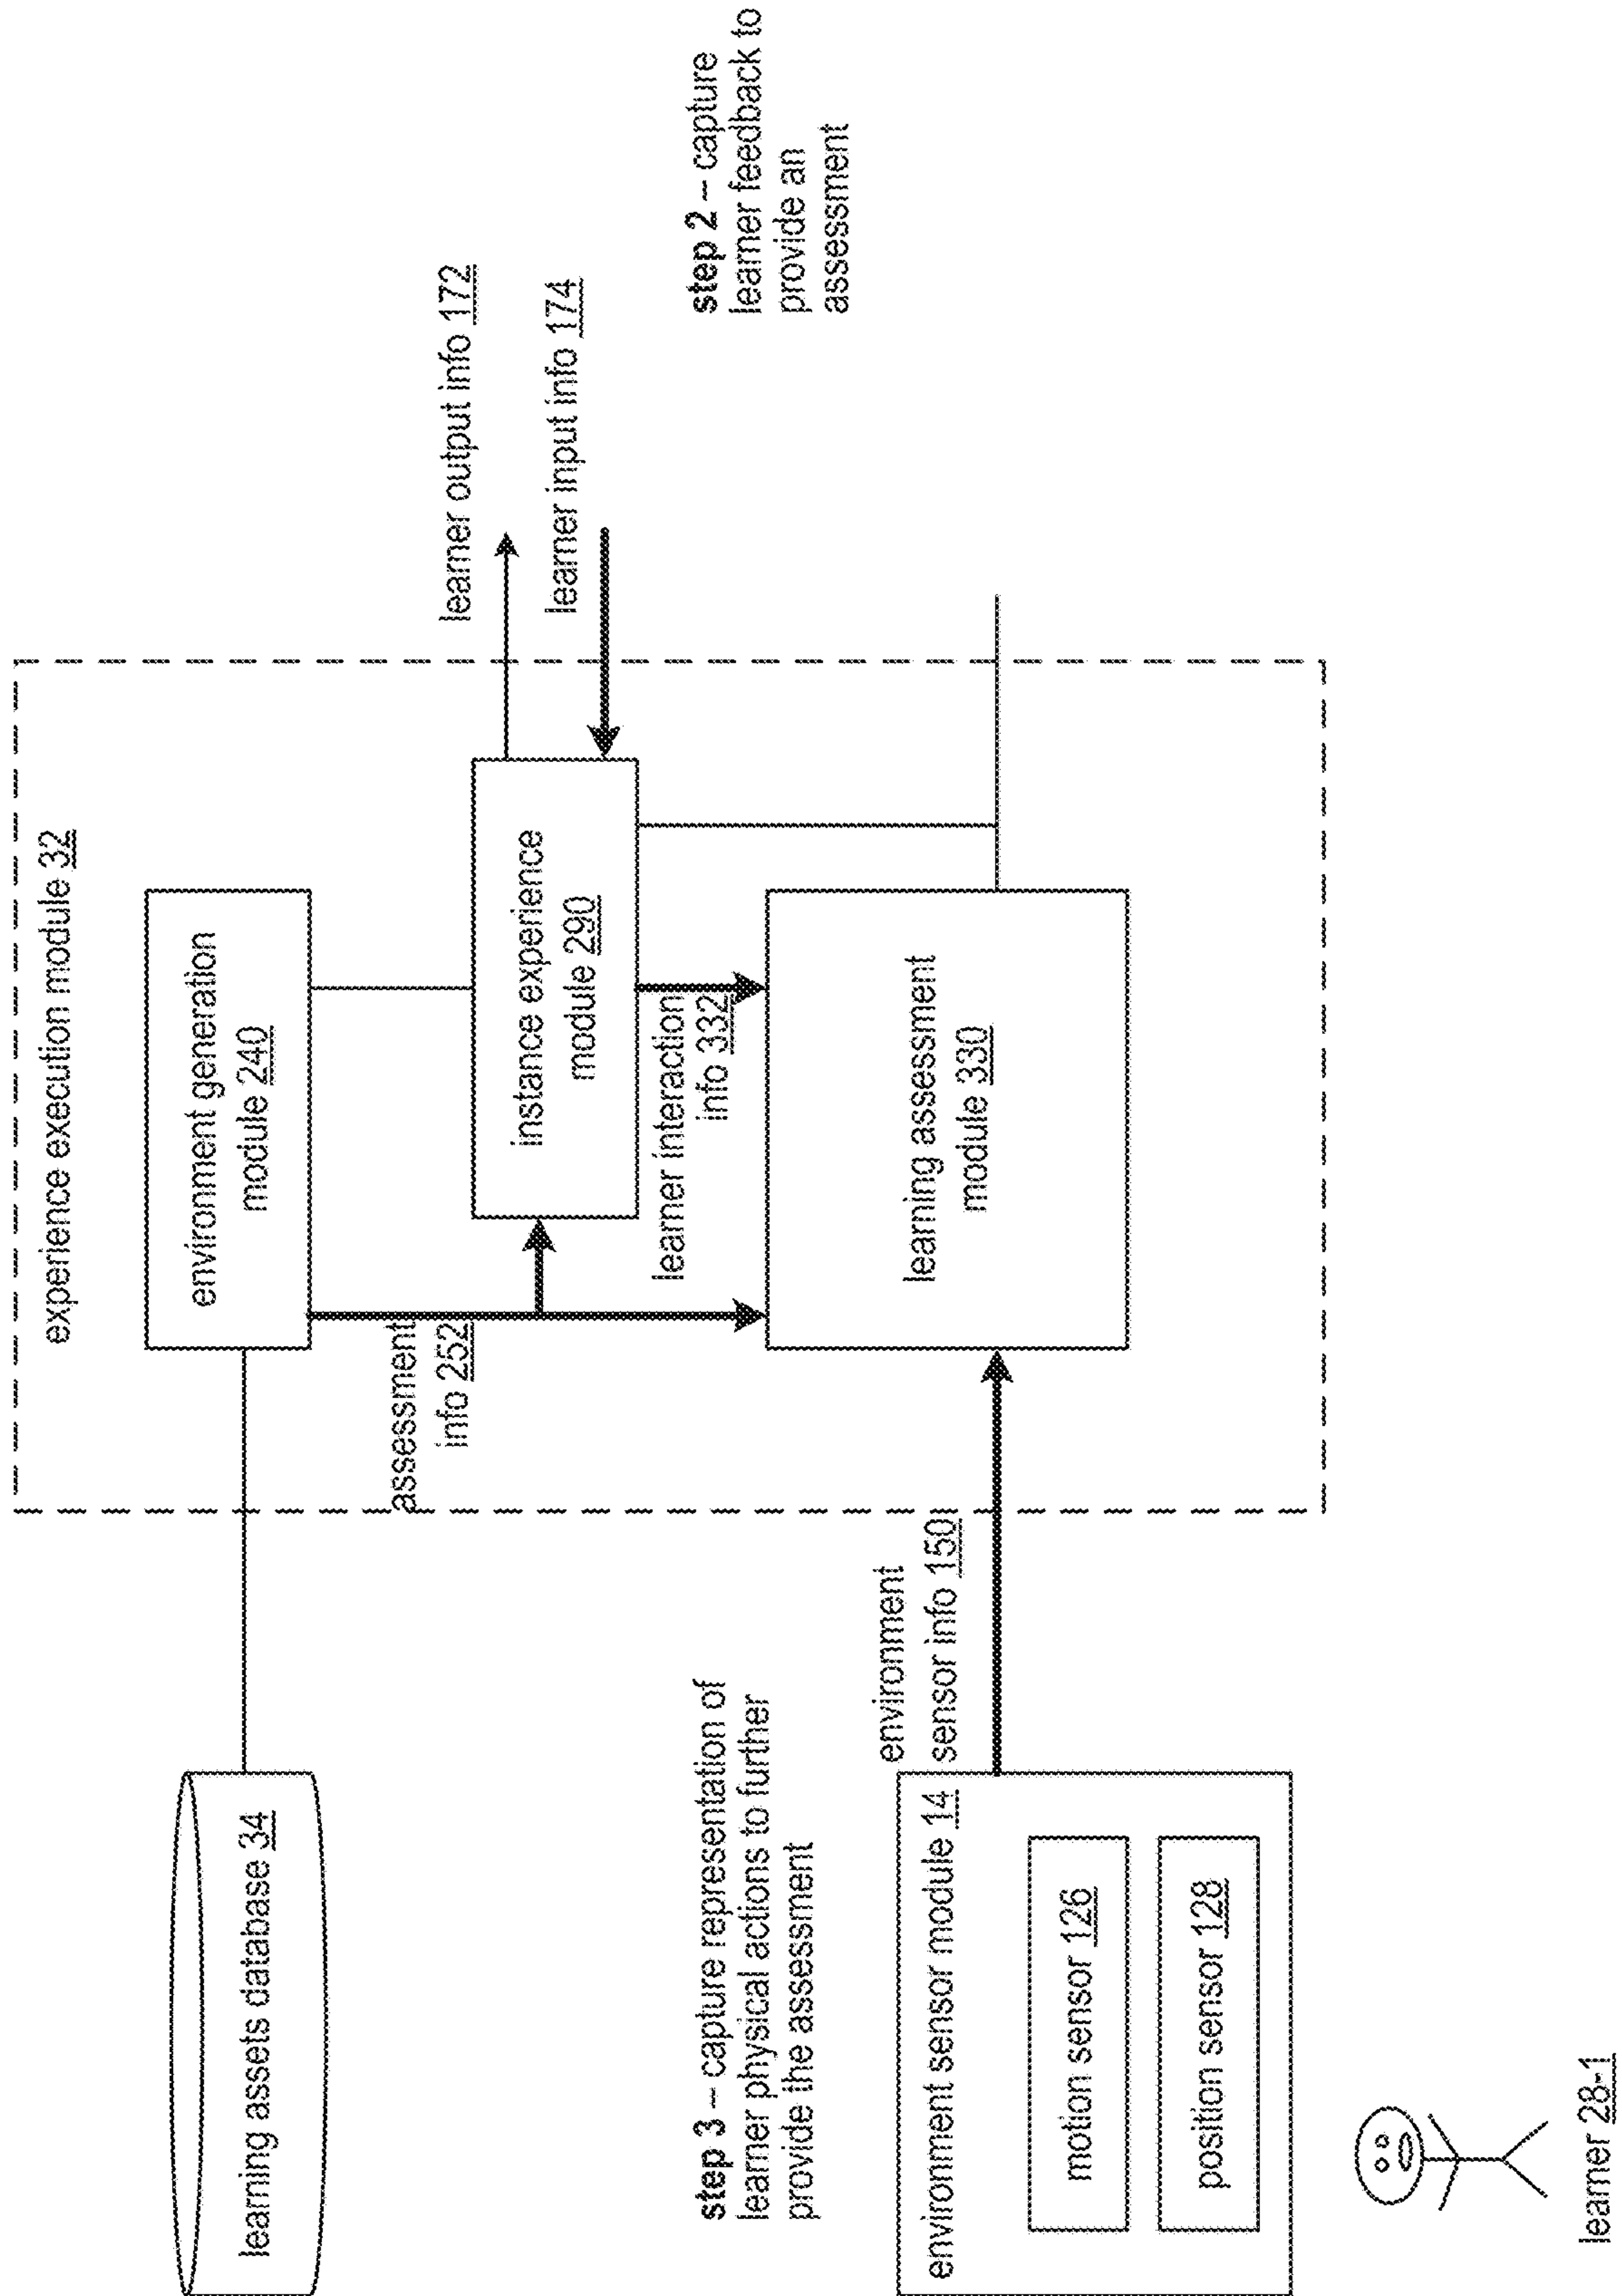 experience execution module 32
learning assets database 34
environment generation
module 240
assessment
info 252
learner output info 172
learner input info 174
instance experience
module 290
learner interaction
info 332
step 2 – capture
learner feedback to
provide an
assessment
step 3 – capture representation of
learner physical actions to further
provide the assessment
environment
sensor info 150
learning assessment
module 330
environment sensor module 14
motion sensor 126
position sensor 128
learner 28-1